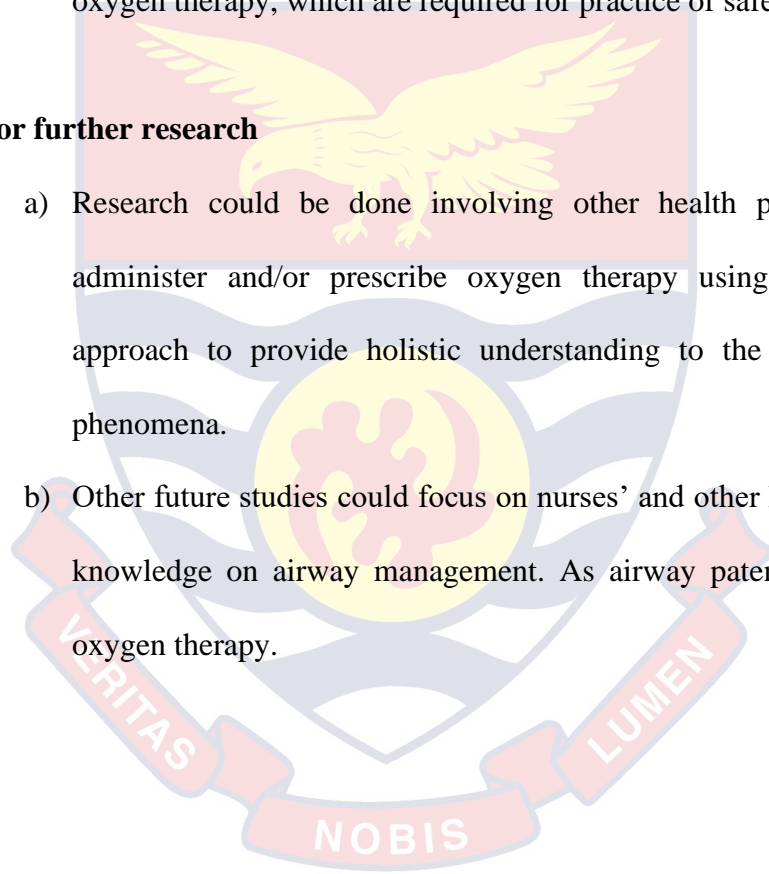 oxygen therapy, which are required for practice of safe
or further research
a) Research could be done involving other health p
administer and/or prescribe oxygen therapy using
approach to provide holistic understanding to the
phenomena.
b) Other future studies could focus on nurses’ and other
knowledge on airway management. As airway pate
oxygen therapy.
VERITAS
NOBIS
LUMEN